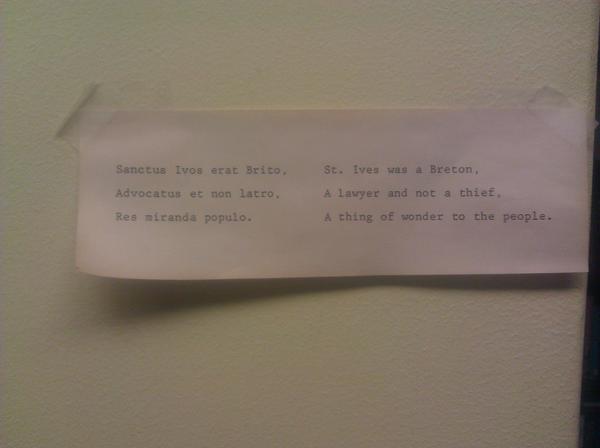 Sanctus Ivos erat Brito, St. Ives was a Breton,
Advocatus et non latro, A lawyer and not a thief,
Res miranda populo. A thing of wonder to the people.